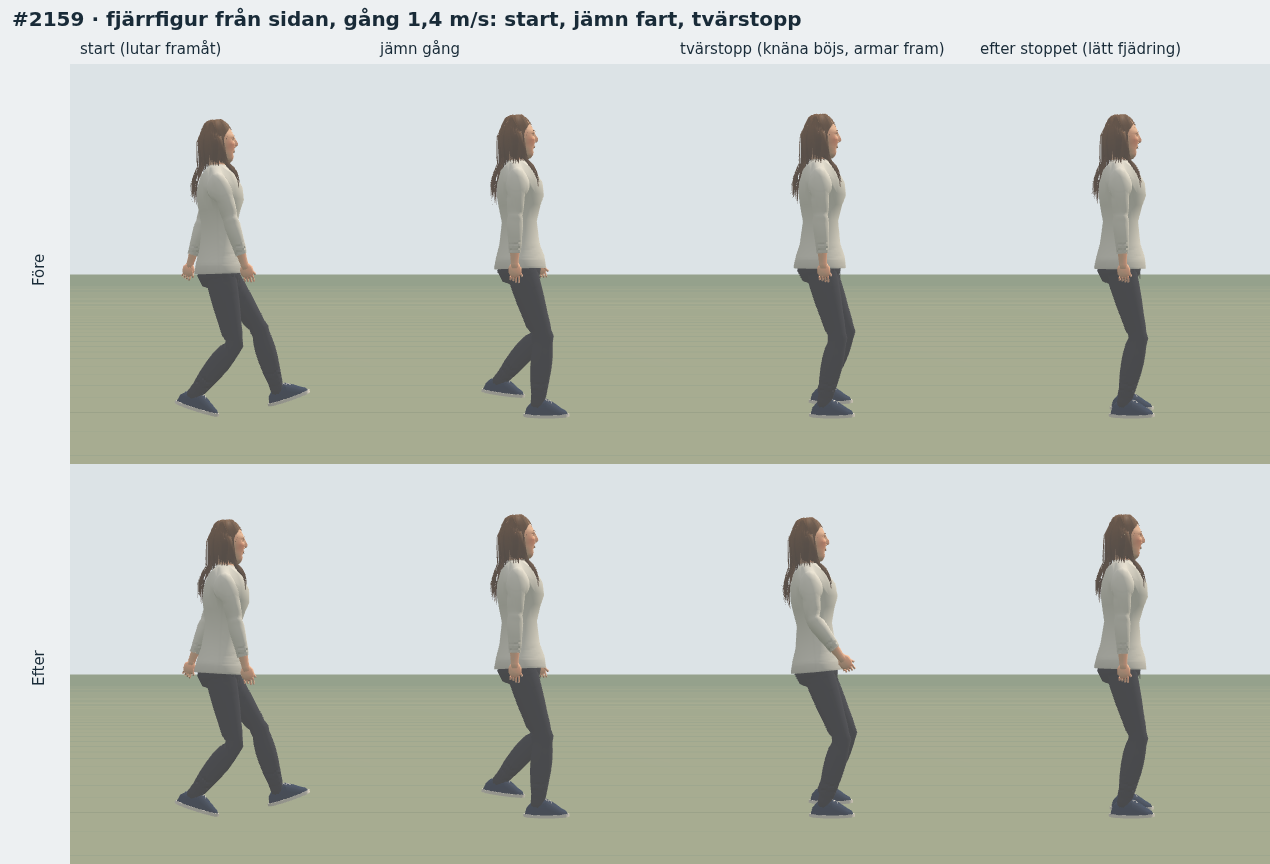 #2159 · fjärrfigur från sidan, gång 1,4 m/s: start, jämn fart, tvärstopp
start (lutar framåt)
jämn gång
tvärstopp (knäna böjs, armar fram)
efter stoppet (lätt fjädring)
Före
Efter